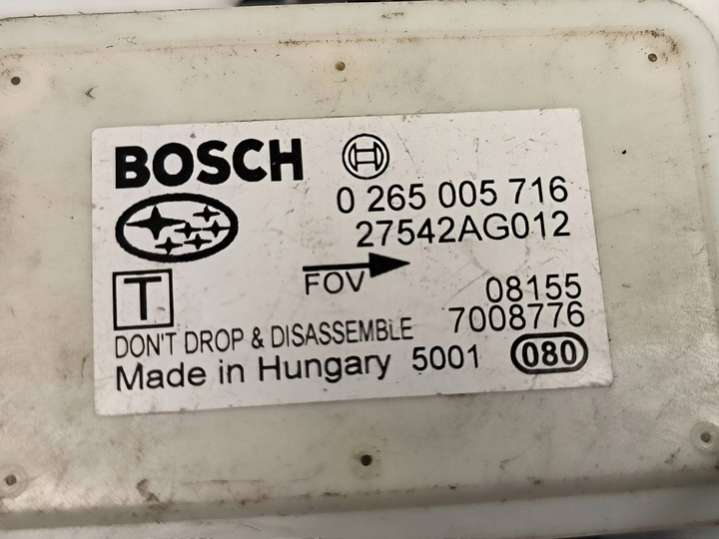 BOSCH
0 265 005 716
27542AG012
FOV
T
08155
DON'T DROP & DISASSEMBLE 7008776
Made in Hungary 5001 080